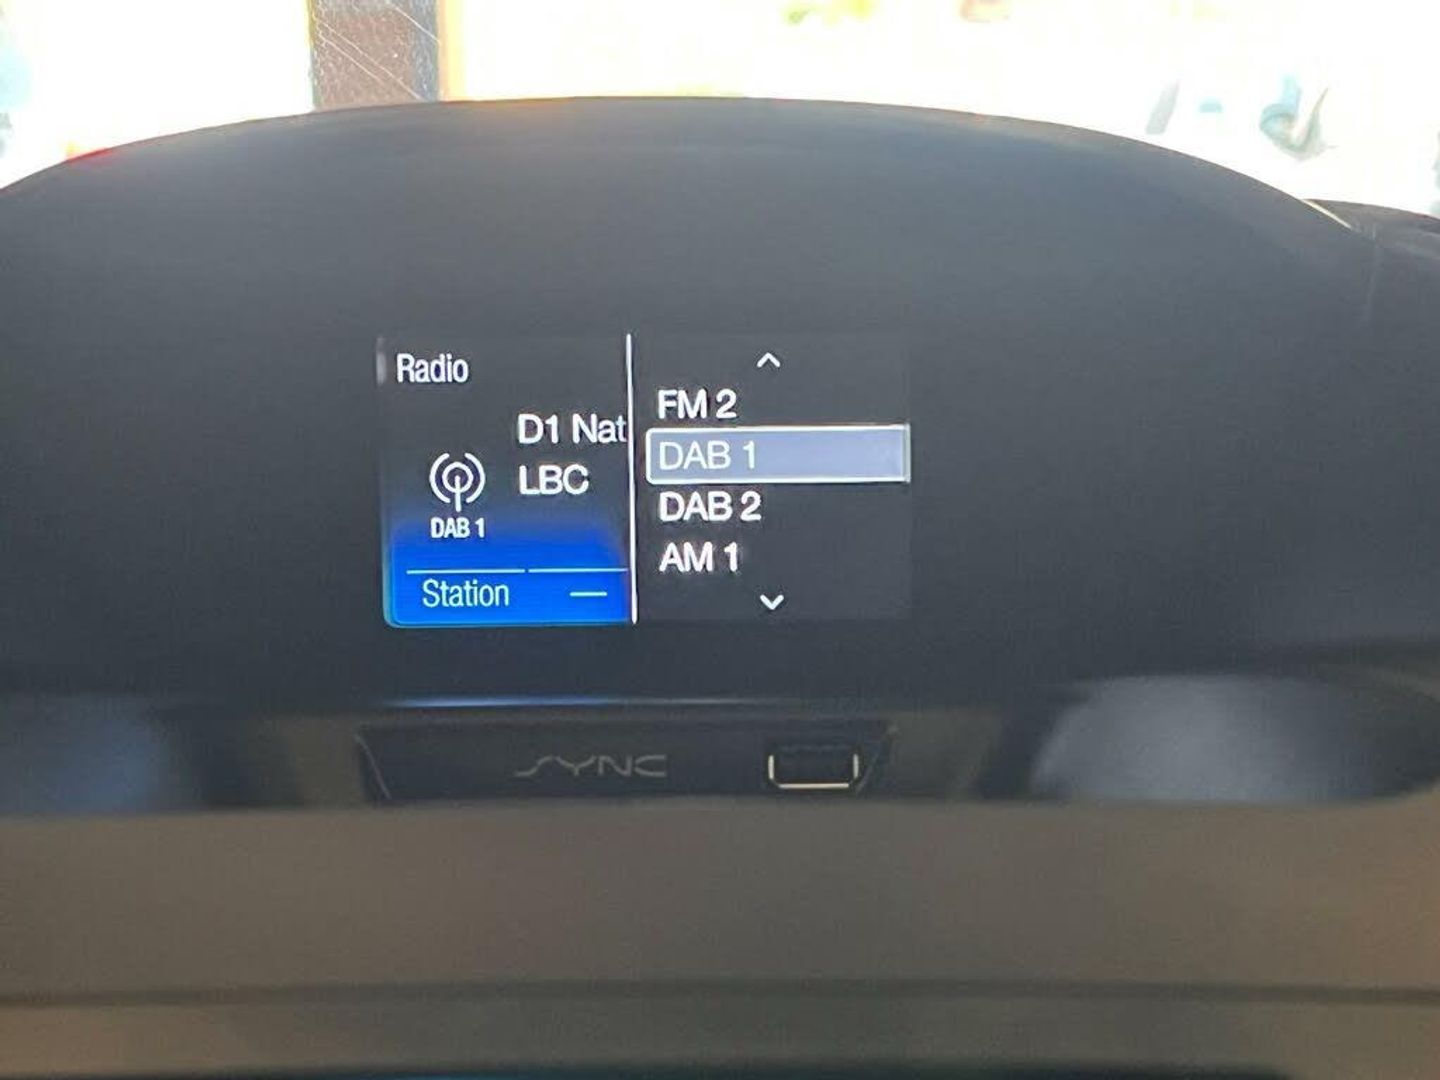 Radio
D1 Nat
LBC
DAB 1
Station
FM 2
DAB 1
DAB 2
AM 1
SYNC